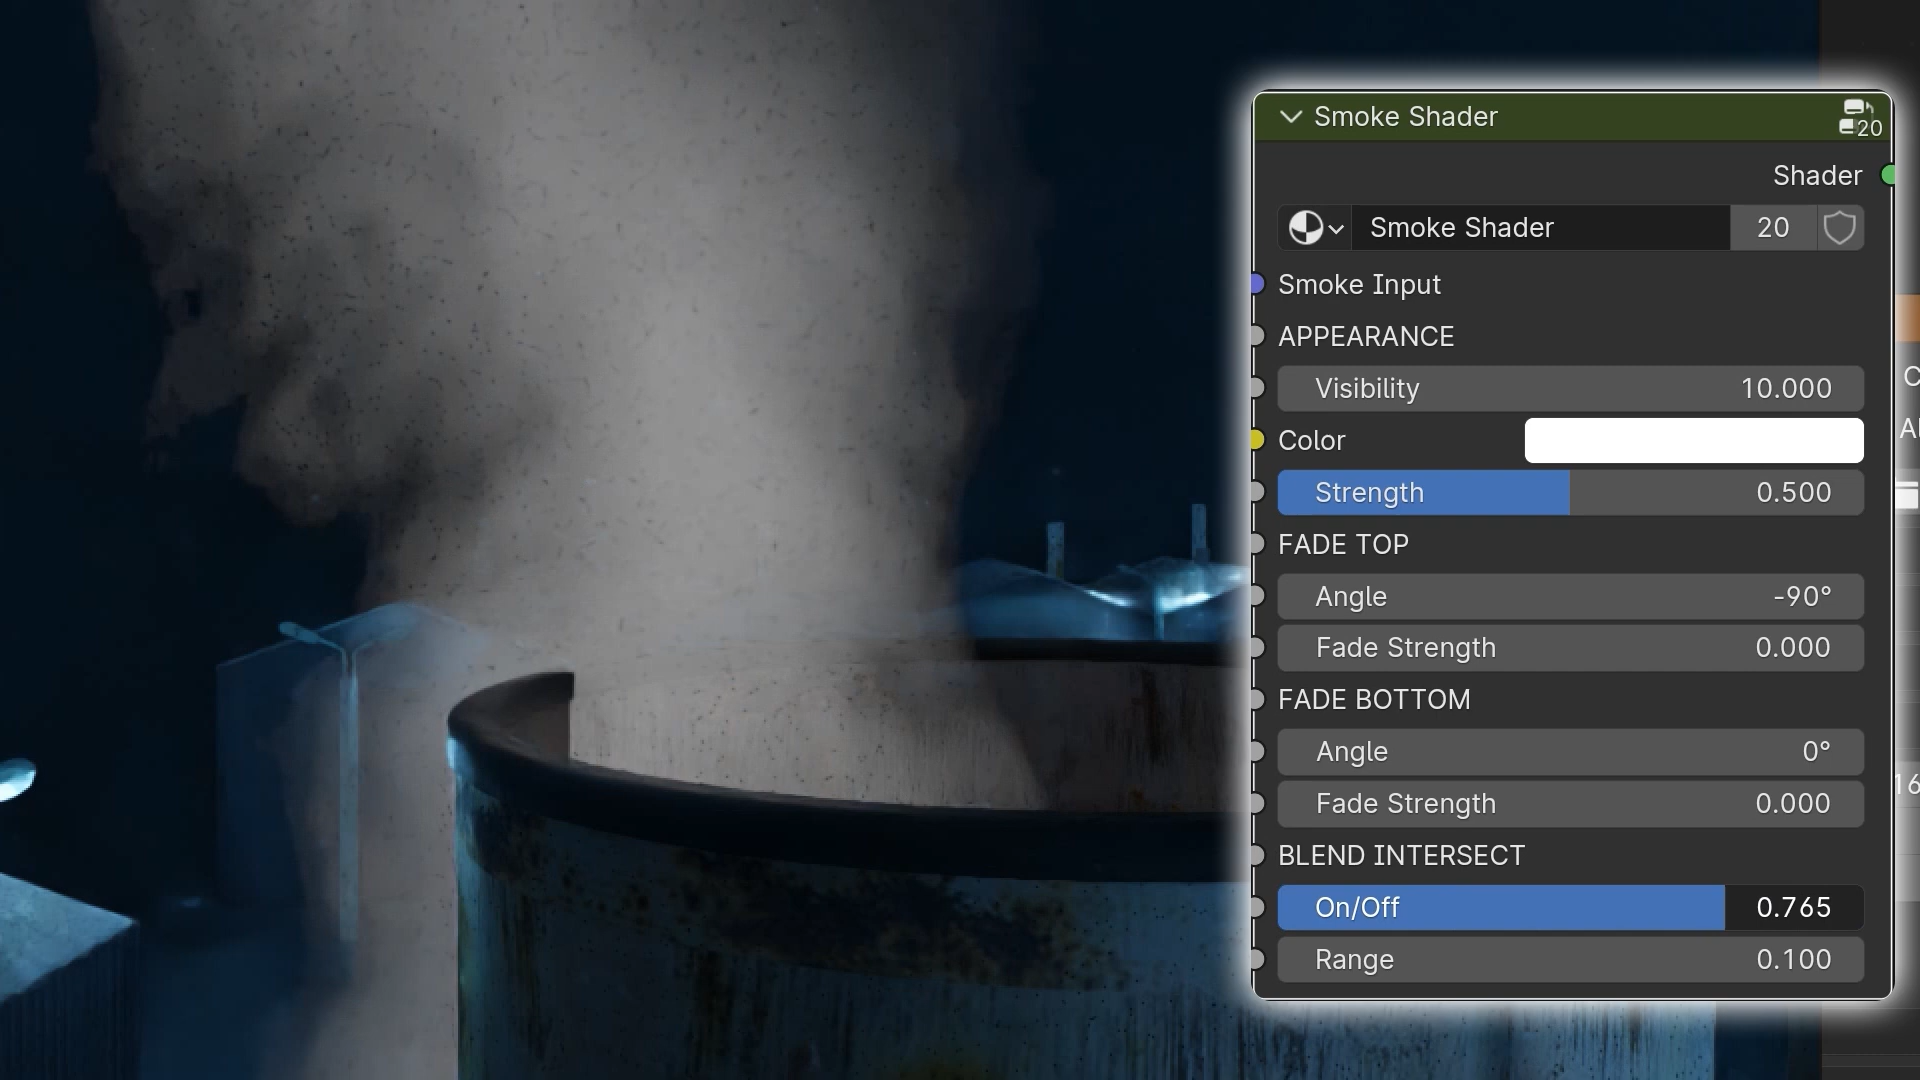 Smoke Shader
20
Shader
Smoke Shader 20
Smoke Input
APPEARANCE
Visibility 10.000
Color
Strength 0.500
FADE TOP
Angle -90°
Fade Strength 0.000
FADE BOTTOM
Angle 0°
Fade Strength 0.000
BLEND INTERSECT
On/Off 0.765
Range 0.100